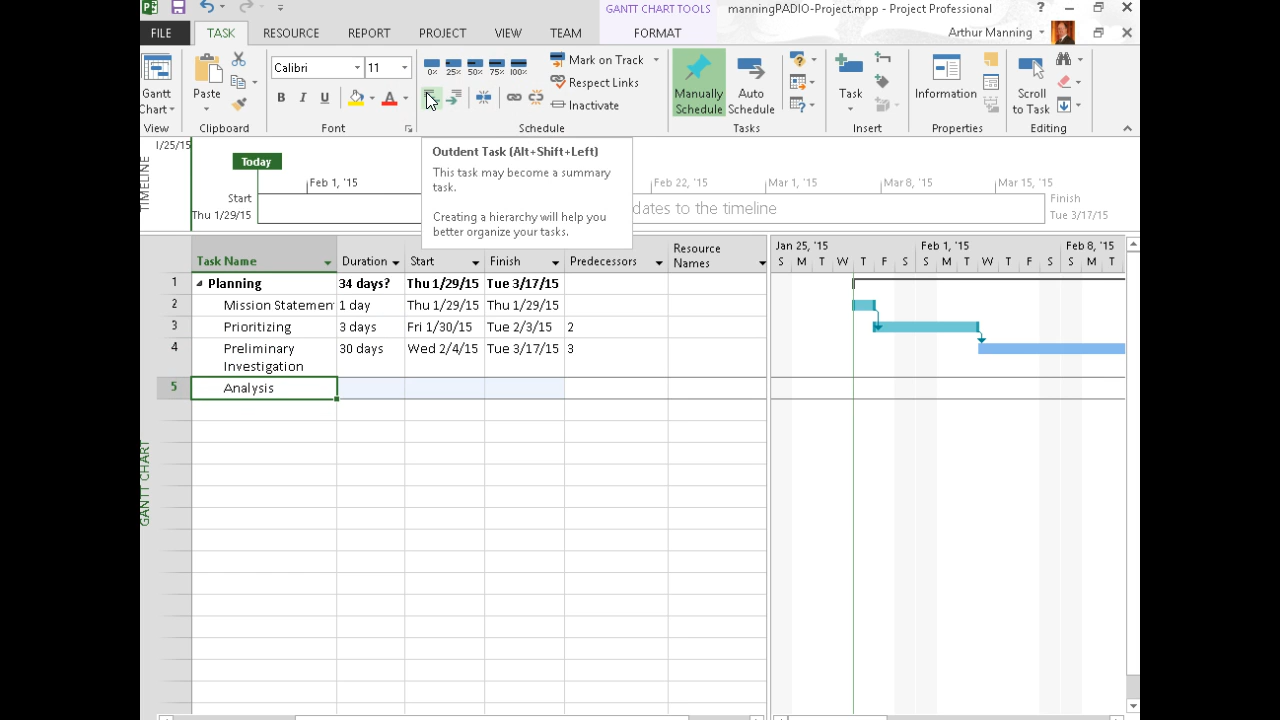 GANTT CHART TOOLS
manningPADIO-Project.mpp - Project Professional
FILE
TASK
RESOURCE
REPORT
PROJECT
VIEW
TEAM
FORMAT
Arthur Manning
Gantt
Chart
View
Paste
Clipboard
Calibri
11
B I U A
Font
0% 25% 50% 75% 100%
Mark on Track
Respect Links
Inactivate
Schedule
Manually
Schedule
Auto
Schedule
Tasks
Task
Insert
Information
Properties
Scroll
to Task
Editing
Outdent Task (Alt+Shift+Left)
This task may become a summary
task.
Creating a hierarchy will help you
better organize your tasks.
TIMELINE
1/25/15
Today
Start
Thu 1/29/15
Feb 1, '15
Feb 22, '15
Mar 1, '15
Mar 8, '15
Mar 15, '15
dates to the timeline
Finish
Tue 3/17/15
GANTT CHART
Task Name Duration Start Finish Predecessors Resource
Names
Jan 25, '15 Feb 1, '15 Feb 8, '15
S M T W T F S S M T W T F S S M T
1 Planning 34 days? Thu 1/29/15 Tue 3/17/15
2 Mission Statemen 1 day Thu 1/29/15 Thu 1/29/15
3 Prioritizing 3 days Fri 1/30/15 Tue 2/3/15 2
4 Preliminary 30 days Wed 2/4/15 Tue 3/17/15 3
Investigation
5 Analysis